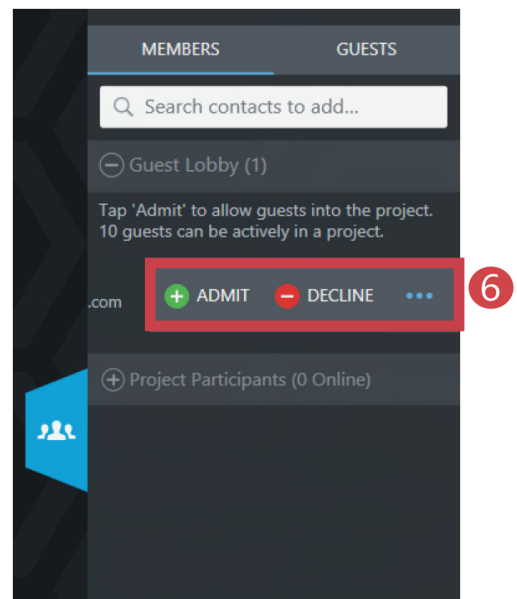 MEMBERS GUESTS
Search contacts to add...
Guest Lobby (1)
Tap 'Admit' to allow guests into the project.
10 guests can be actively in a project.
.com ADMIT DECLINE ...
6
Project Participants (0 Online)